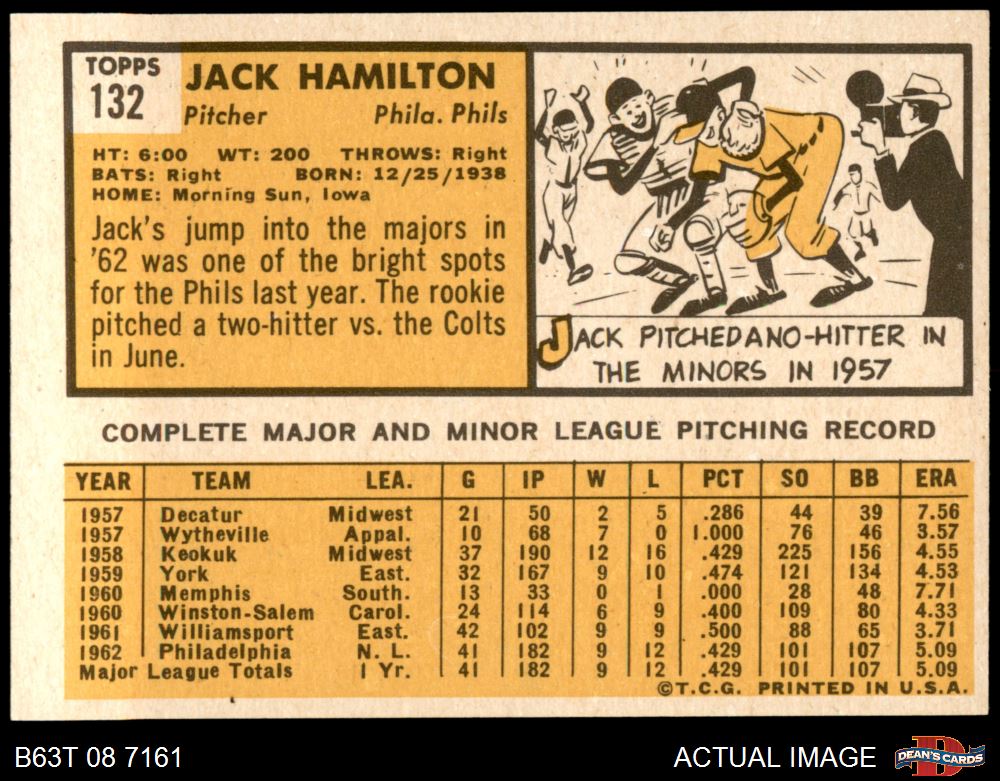 TOPPS
132
JACK HAMILTON
Pitcher Phila. Phils
HT: 6:00 WT: 200 THROWS: Right
BATS: Right BORN: 12/25/1938
HOME: Morning Sun, Iowa
Jack's jump into the majors in
'62 was one of the bright spots
for the Phils last year. The rookie
pitched a two-hitter vs. the Colts
in June.
JACK PITCHED A NO-HITTER IN
THE MINORS IN 1957
COMPLETE MAJOR AND MINOR LEAGUE PITCHING RECORD
YEAR TEAM LEA. G IP W L PCT SO BB ERA
1957 Decatur Midwest 21 50 2 5 .286 44 39 7.56
1957 Wytheville Appal. 10 68 7 0 1.000 76 46 3.57
1958 Keokuk Midwest 37 190 12 16 .429 225 156 4.55
1959 York East. 32 167 9 10 .474 121 134 4.53
1960 Memphis South. 13 33 0 1 .000 28 48 7.71
1960 Winston-Salem Carol. 24 114 6 9 .400 109 80 4.33
1961 Williamsport East. 42 102 9 9 .500 88 65 3.71
1962 Philadelphia N. L. 41 182 9 12 .429 101 107 5.09
Major League Totals 1 Yr. 41 182 9 12 .429 101 107 5.09
©T.C.G. PRINTED IN U.S.A.
B63T 08 7161 ACTUAL IMAGE DEAN'S CARDS